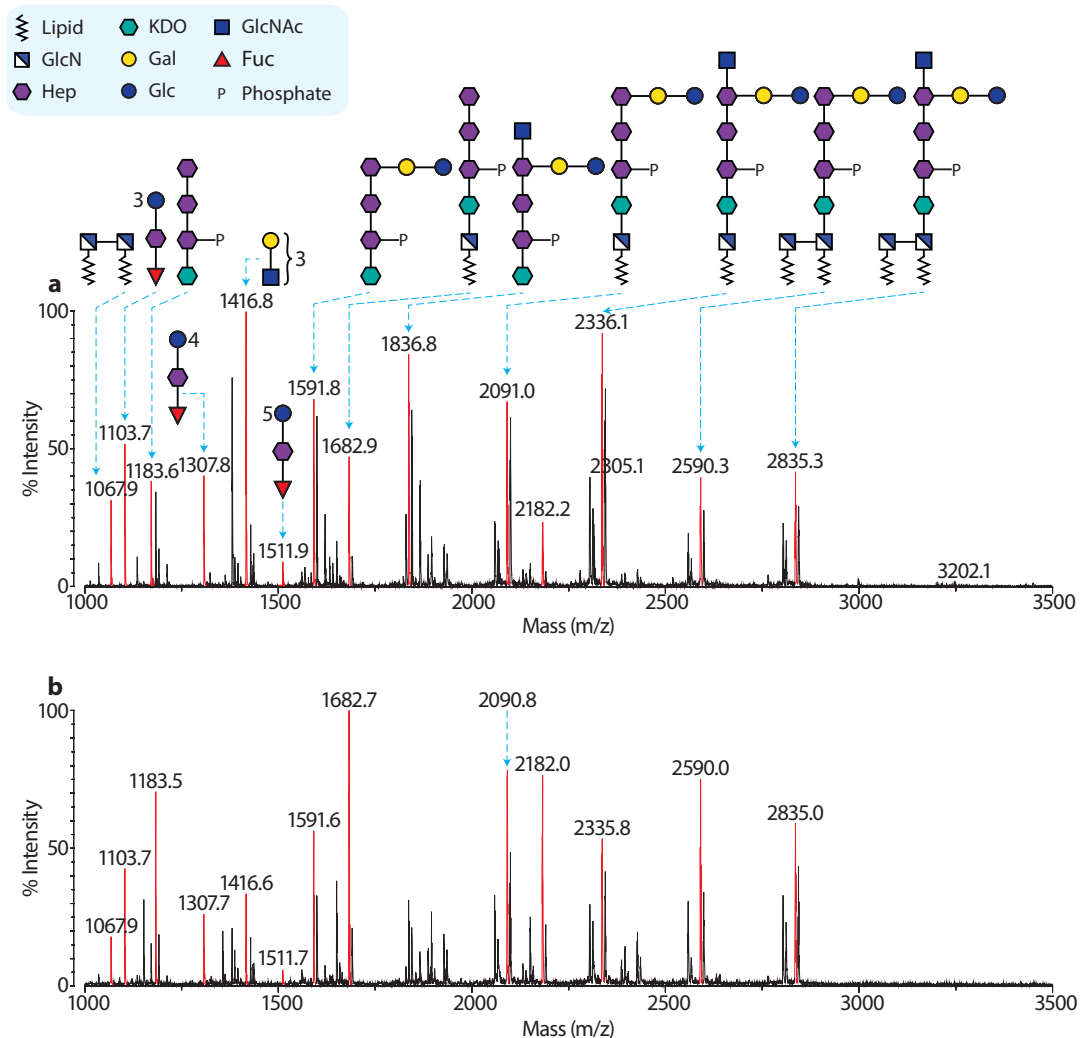 Lipid KDO GlcNAc
GlcN Gal Fuc
Hep Glc P Phosphate
P
P
P
P
P
P
P
P
3
3
a
1416.8
100
2336.1
1836.8
4
1591.8
2091.0
5
1103.7
1682.9
50
1183.6
1307.8
2305.1
2590.3
2835.3
1067.9
2182.2
1511.9
3202.1
0
% Intensity
1000 1500 2000 2500 3000 3500
Mass (m/z)
b
1682.7
2090.8
100
1183.5
2182.0
2590.0
1591.6
2335.8
2835.0
50
1103.7
1416.6
1307.7
1067.9
1511.7
0
% Intensity
1000 1500 2000 2500 3000 3500
Mass (m/z)